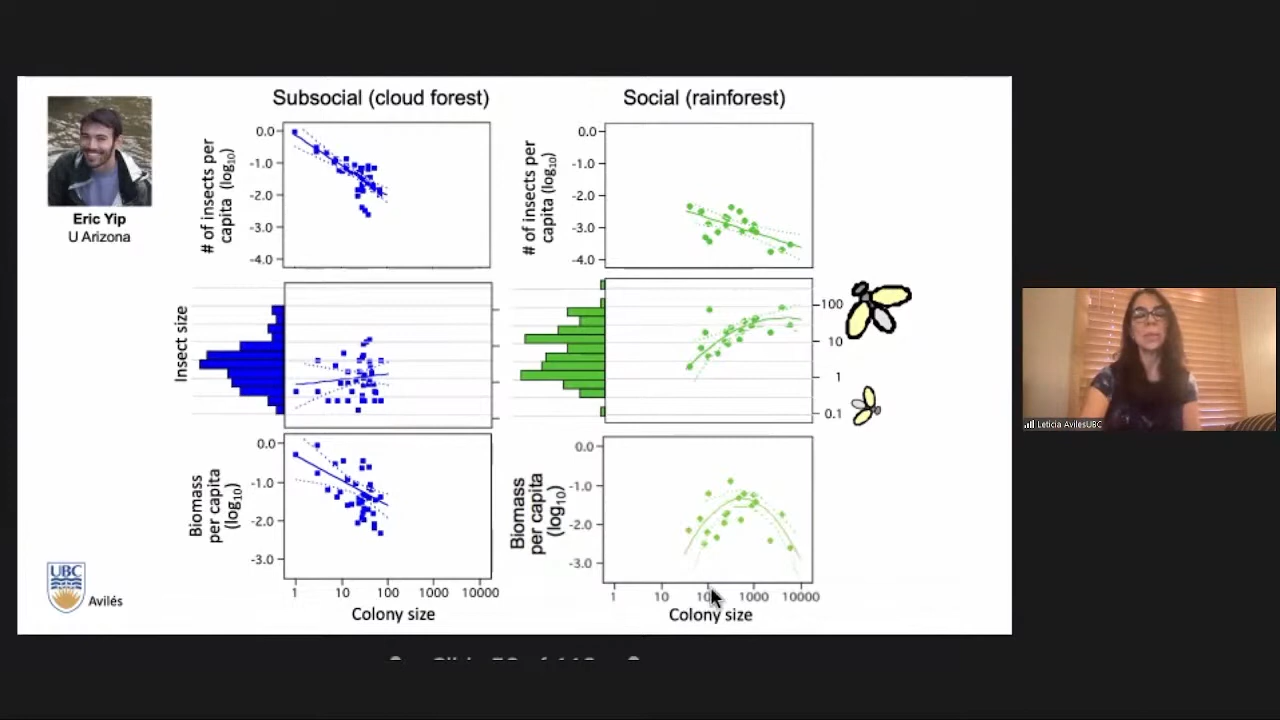 Subsocial (cloud forest)
Social (rainforest)
Eric Yip
U Arizona
# of insects per
capita (log10)
0.0
-1.0
-2.0
-3.0
-4.0
# of insects per
capita (log10)
0.0
-1.0
-2.0
-3.0
-4.0
Insect size
100
10
1
0.1
Biomass
per capita
(log10)
0.0
-1.0
-2.0
-3.0
1 10 100 1000 10000
Colony size
Biomass
per capita
(log10)
0.0
-1.0
-2.0
-3.0
1 10 1000 10000
Colony size
UBC
Avilés
Leticia AvilesUBC